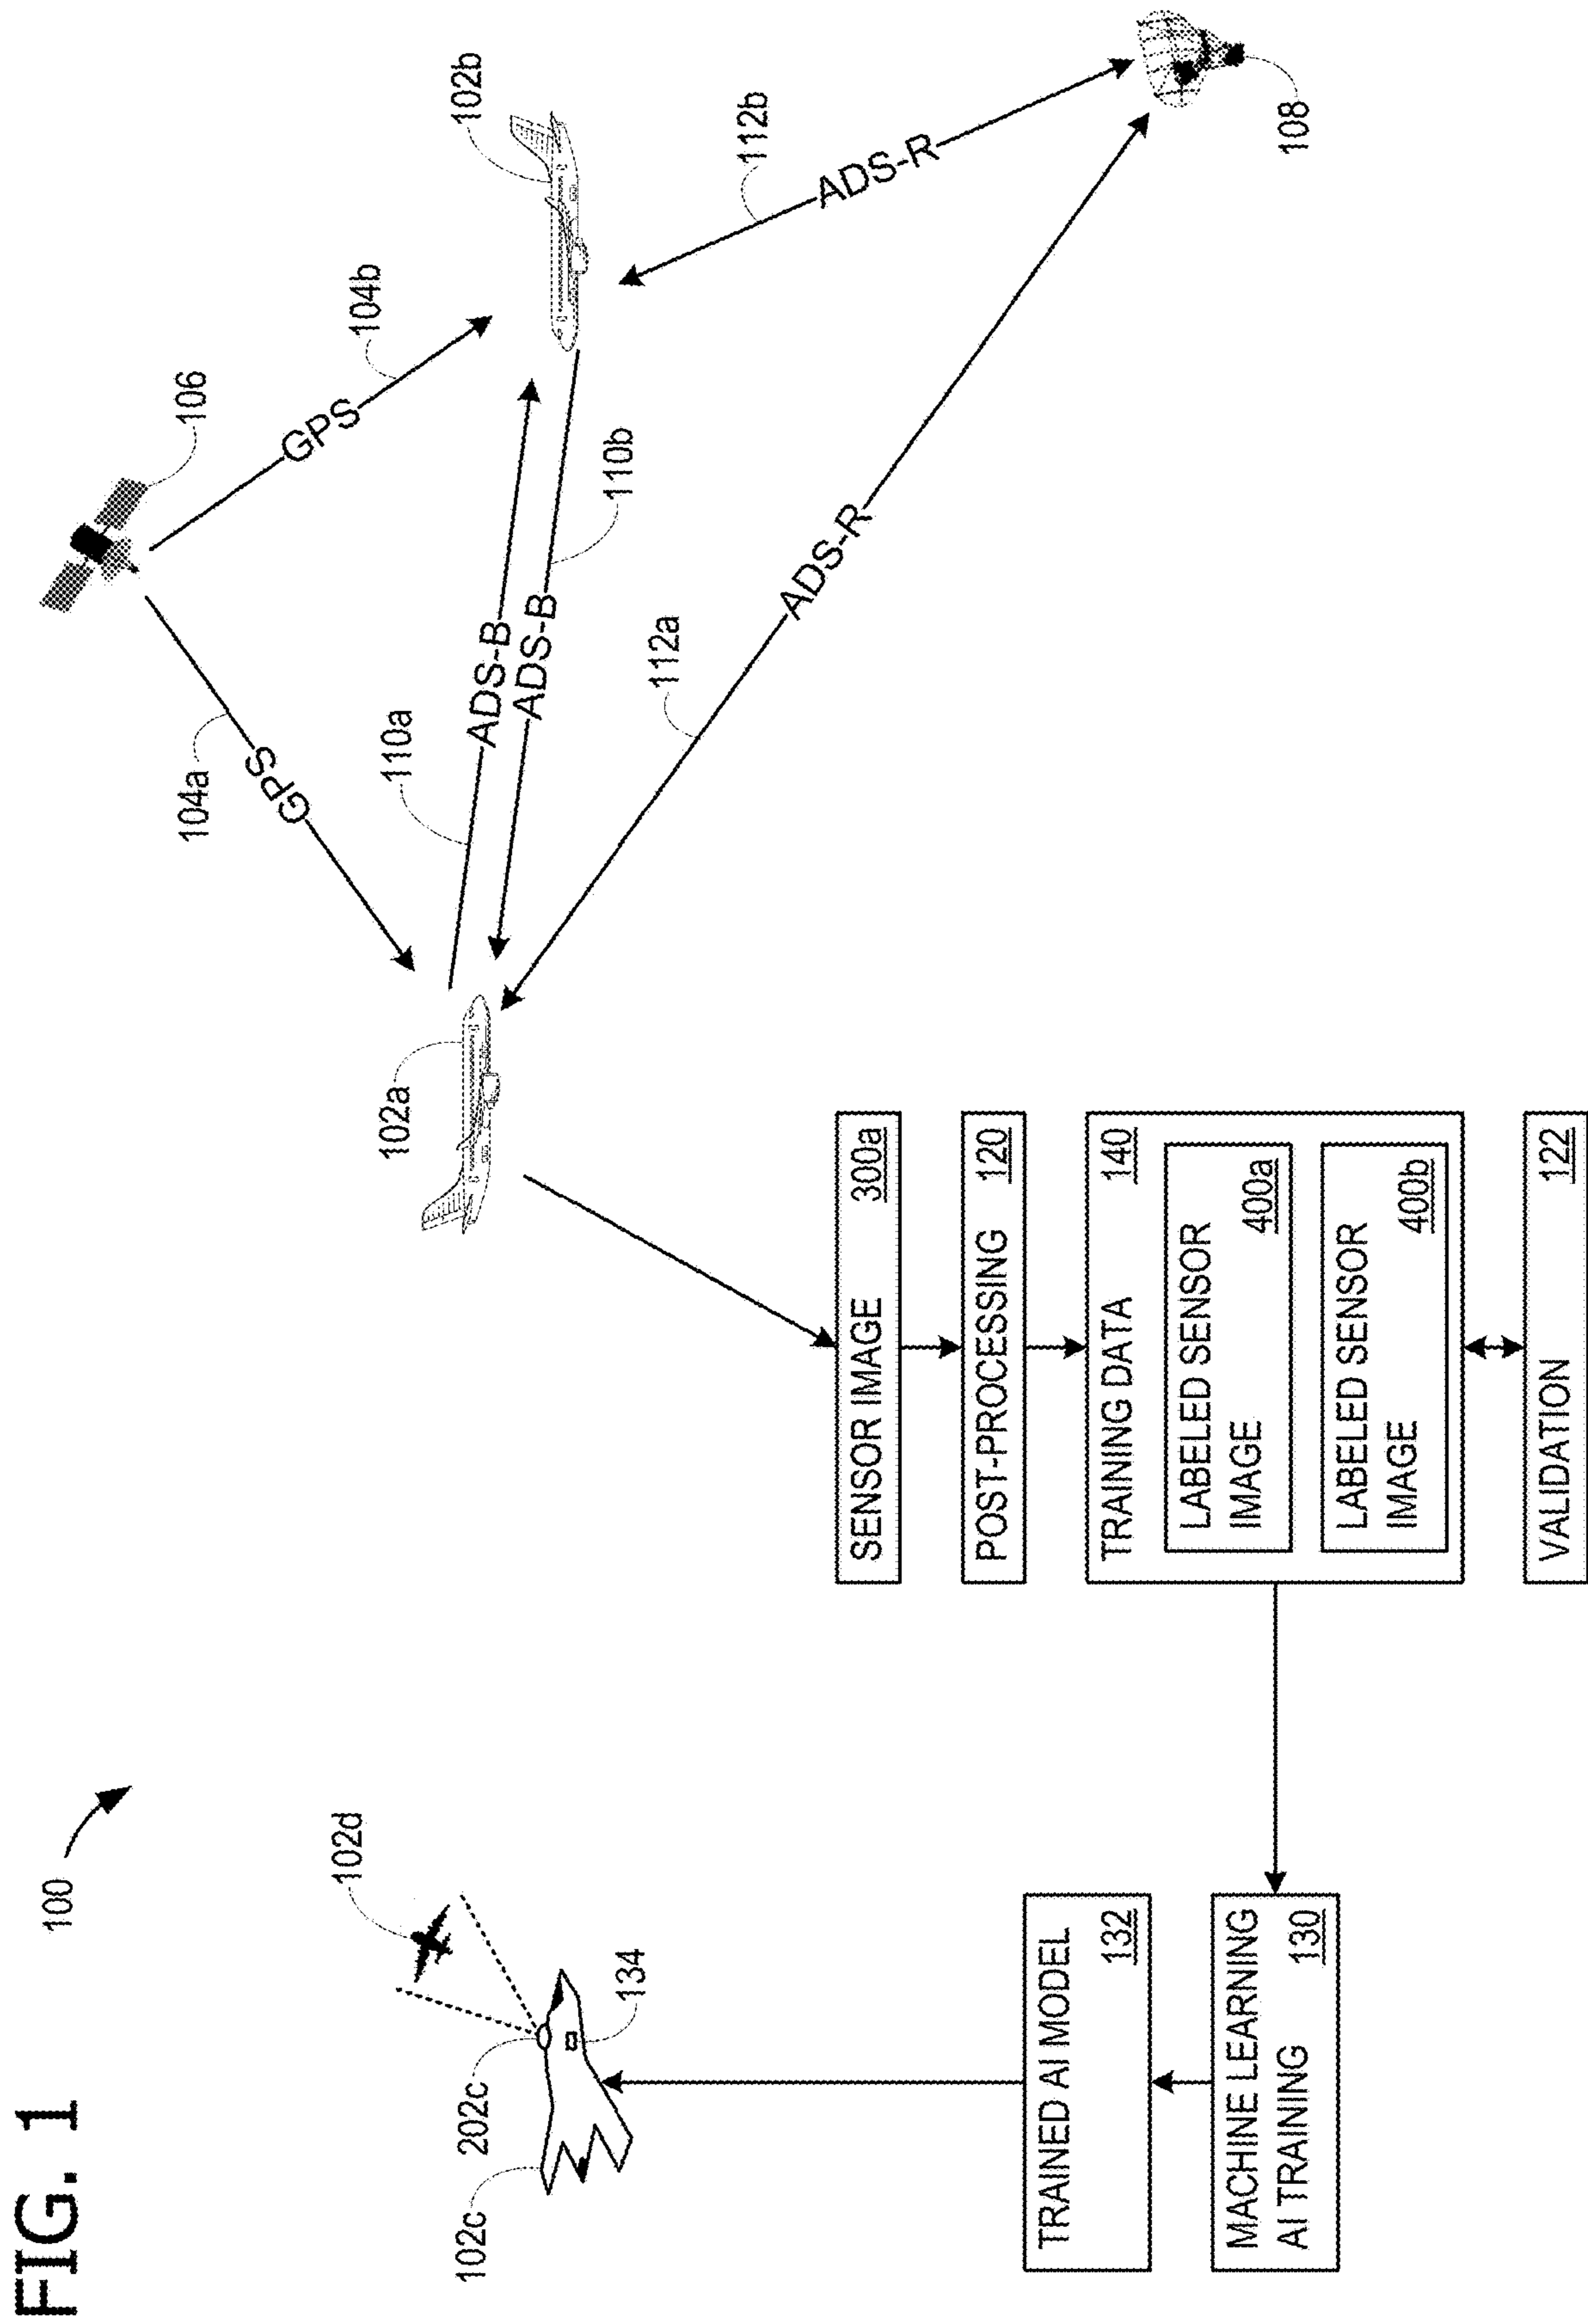 FIG. 1
100
106
104a
GPS
GPS
104b
102b
102a
110a
ADS-B
ADS-B
110b
112a
ADS-R
ADS-R
112b
108
102d
202c
102c
134
SENSOR IMAGE 300a
POST-PROCESSING 120
TRAINING DATA 140
LABELED SENSOR
IMAGE 400a
LABELED SENSOR
IMAGE 400b
VALIDATION 122
TRAINED AI MODEL
132
MACHINE LEARNING
AI TRAINING 130